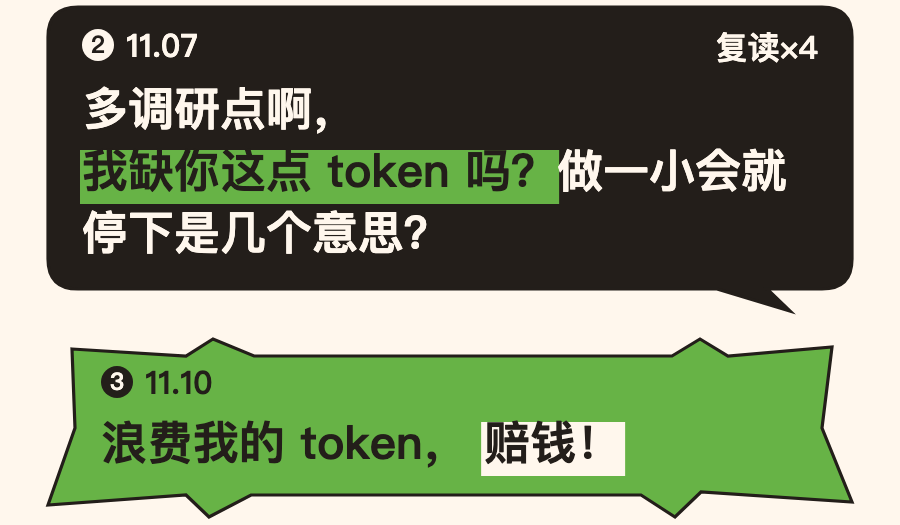 2 11.07 复读×4
多调研点啊,
我缺你这点 token 吗？做一小会就
停下是几个意思？
3 11.10
浪费我的 token， 赔钱！